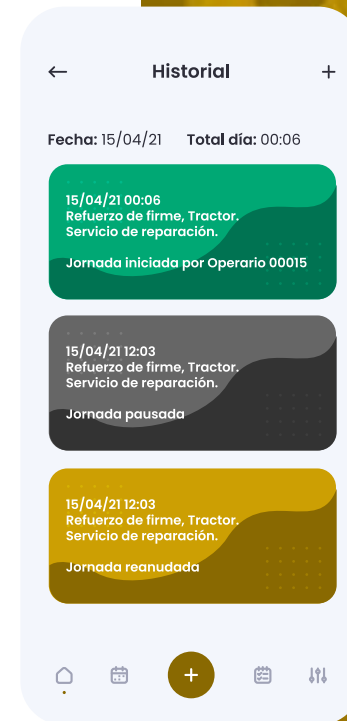 Historial
Fecha: 15/04/21 Total día: 00:06
15/04/21 00:06
Refuerzo de firme, Tractor.
Servicio de reparación.
Jornada iniciada por Operario 00015
15/04/21 12:03
Refuerzo de firme, Tractor.
Servicio de reparación.
Jornada pausada
15/04/21 12:03
Refuerzo de firme, Tractor.
Servicio de reparación.
Jornada reanudada